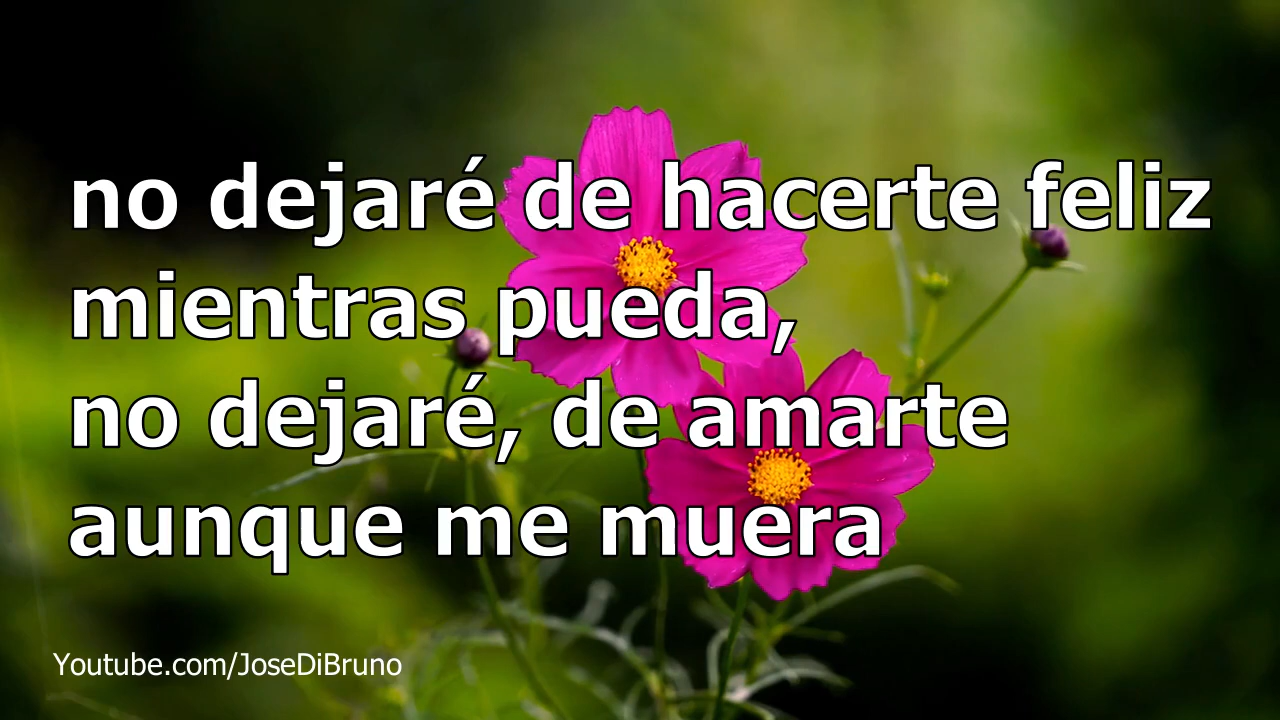 no dejaré de hacerte feliz
mientras pueda,
no dejaré, de amarte
aunque me muera
Youtube.com/JoseDiBruno